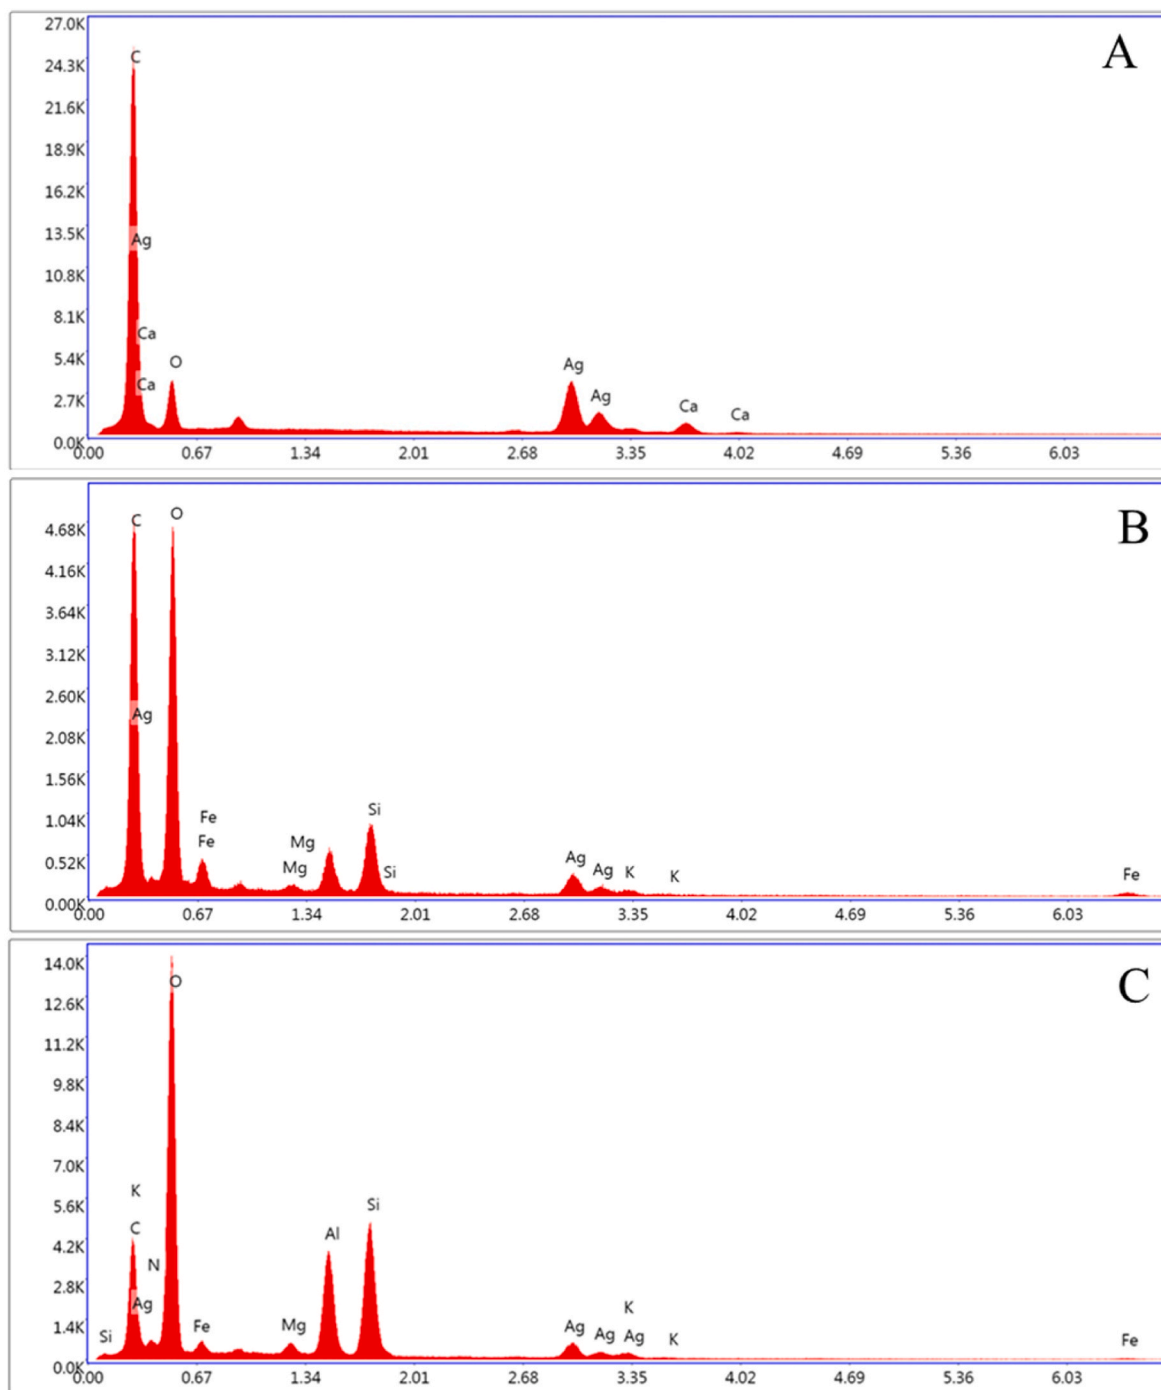 A
27.0K
C
24.3K
21.6K
18.9K
16.2K
13.5K
Ag
10.8K
8.1K
Ca
5.4K
O
Ag
Ca
2.7K
Ag
Ca
Ca
0.0K
0.00 0.67 1.34 2.01 2.68 3.35 4.02 4.69 5.36 6.03
B
C
O
4.68K
4.16K
3.64K
3.12K
2.60K
Ag
2.08K
1.56K
1.04K
Fe
Si
Fe
Mg
0.52K
Mg
Si
Ag
Ag
K
K
Fe
0.00K
0.00 0.67 1.34 2.01 2.68 3.35 4.02 4.69 5.36 6.03
C
14.0K
O
12.6K
11.2K
9.8K
8.4K
7.0K
5.6K
K
Si
4.2K
C
Al
2.8K
N
Ag
1.4K
Si
Fe
Mg
Ag
Ag
K
Ag
K
Fe
0.0K
0.00 0.67 1.34 2.01 2.68 3.35 4.02 4.69 5.36 6.03